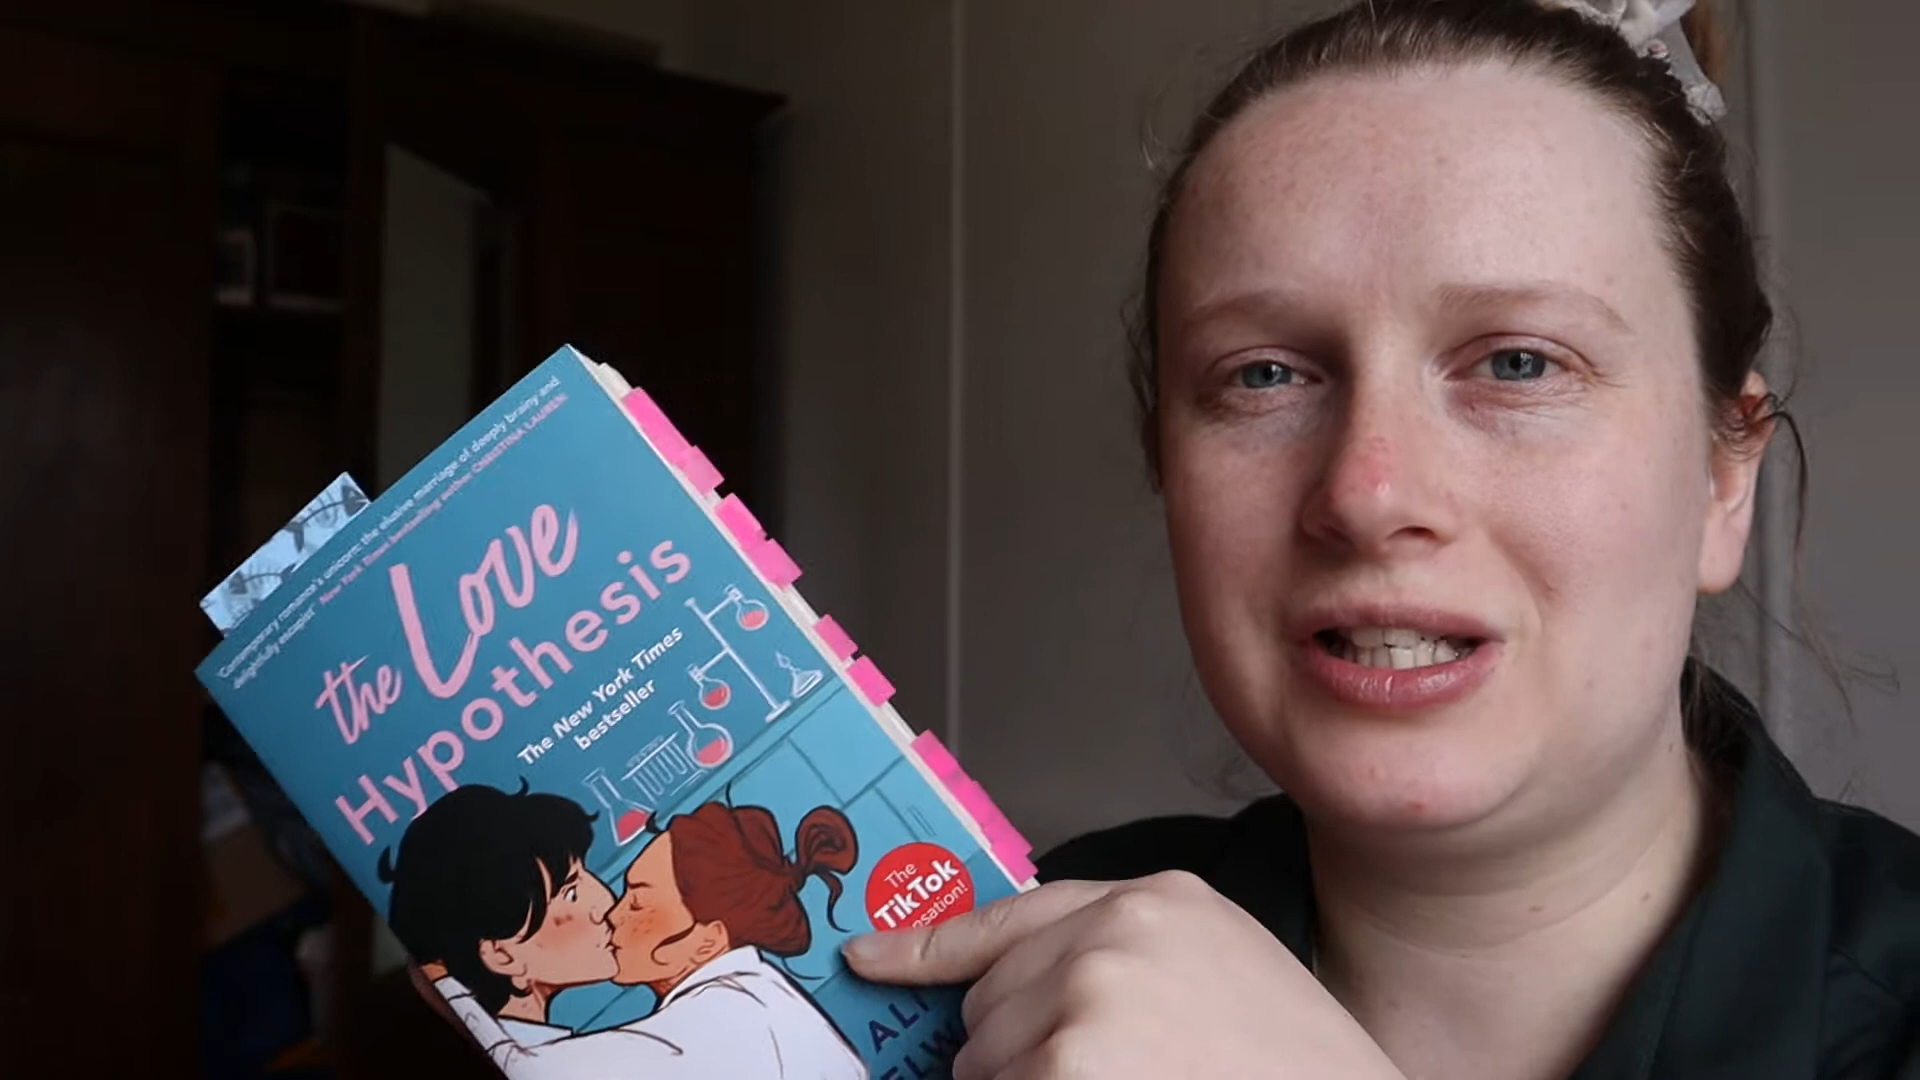 'Contemporary romance's unicorn: the elusive marriage of deeply brainy and
delightfully escapist' New York Times bestselling author CHRISTINA LAUREN
the Love
Hypothesis
The New York Times
bestseller
The
TikTok
ALI